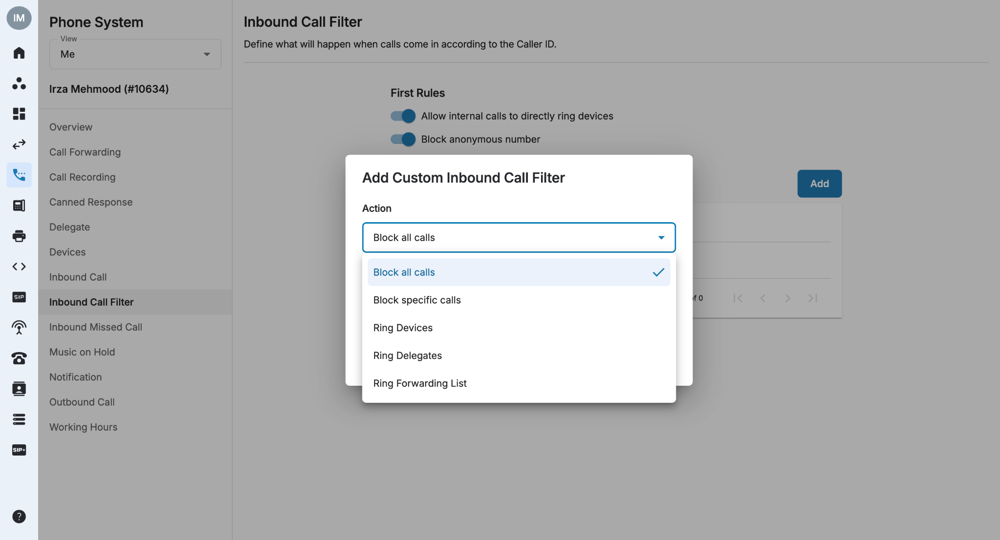 IM
Phone System
View
Me
Irza Mehmood (#10634)
Overview
Call Forwarding
Call Recording
Canned Response
Delegate
Devices
Inbound Call
Inbound Call Filter
Inbound Missed Call
Music on Hold
Notification
Outbound Call
Working Hours
SIP
SIP+
?
Inbound Call Filter
Define what will happen when calls come in according to the Caller ID.
First Rules
Allow internal calls to directly ring devices
Block anonymous number
Add
Add Custom Inbound Call Filter
Action
Block all calls
Block all calls
Block specific calls
Ring Devices
Ring Delegates
Ring Forwarding List
of 0